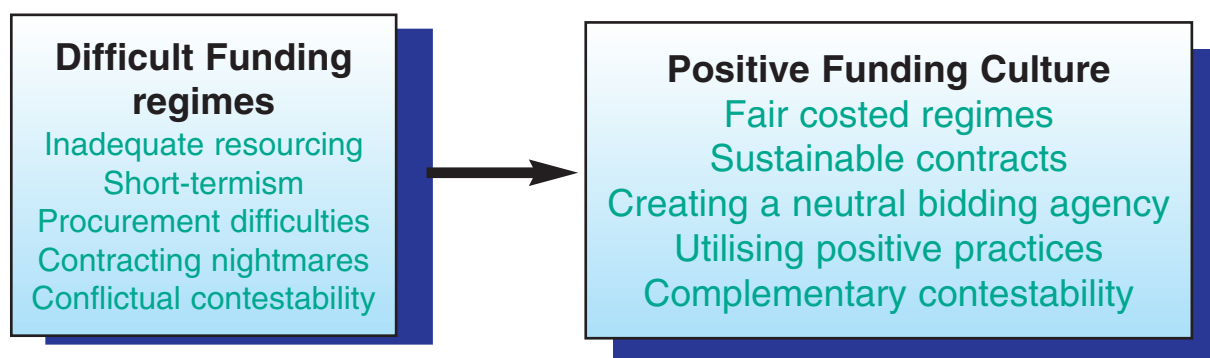 Difficult Funding
regimes
Inadequate resourcing
Short-termism
Procurement difficulties
Contracting nightmares
Conflictual contestability
Positive Funding Culture
Fair costed regimes
Sustainable contracts
Creating a neutral bidding agency
Utilising positive practices
Complementary contestability